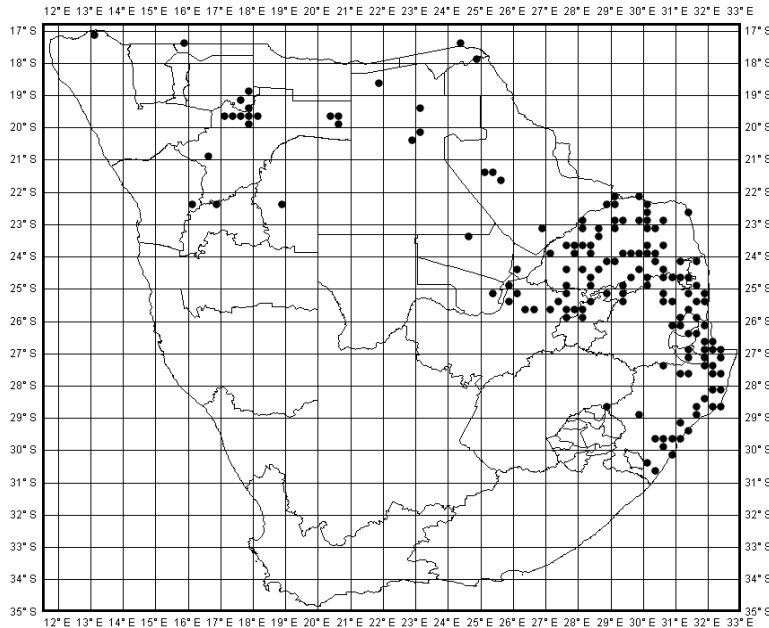 12° E 13° E 14° E 15° E 16° E 17° E 18° E 19° E 20° E 21° E 22° E 23° E 24° E 25° E 26° E 27° E 28° E 29° E 30° E 31° E 32° E 33° E
17° S 17° S
18° S 18° S
19° S 19° S
20° S 20° S
21° S 21° S
22° S 22° S
23° S 23° S
24° S 24° S
25° S 25° S
26° S 26° S
27° S 27° S
28° S 28° S
29° S 29° S
30° S 30° S
31° S 31° S
32° S 32° S
33° S 33° S
34° S 34° S
35° S 35° S
12° E 13° E 14° E 15° E 16° E 17° E 18° E 19° E 20° E 21° E 22° E 23° E 24° E 25° E 26° E 27° E 28° E 29° E 30° E 31° E 32° E 33° E